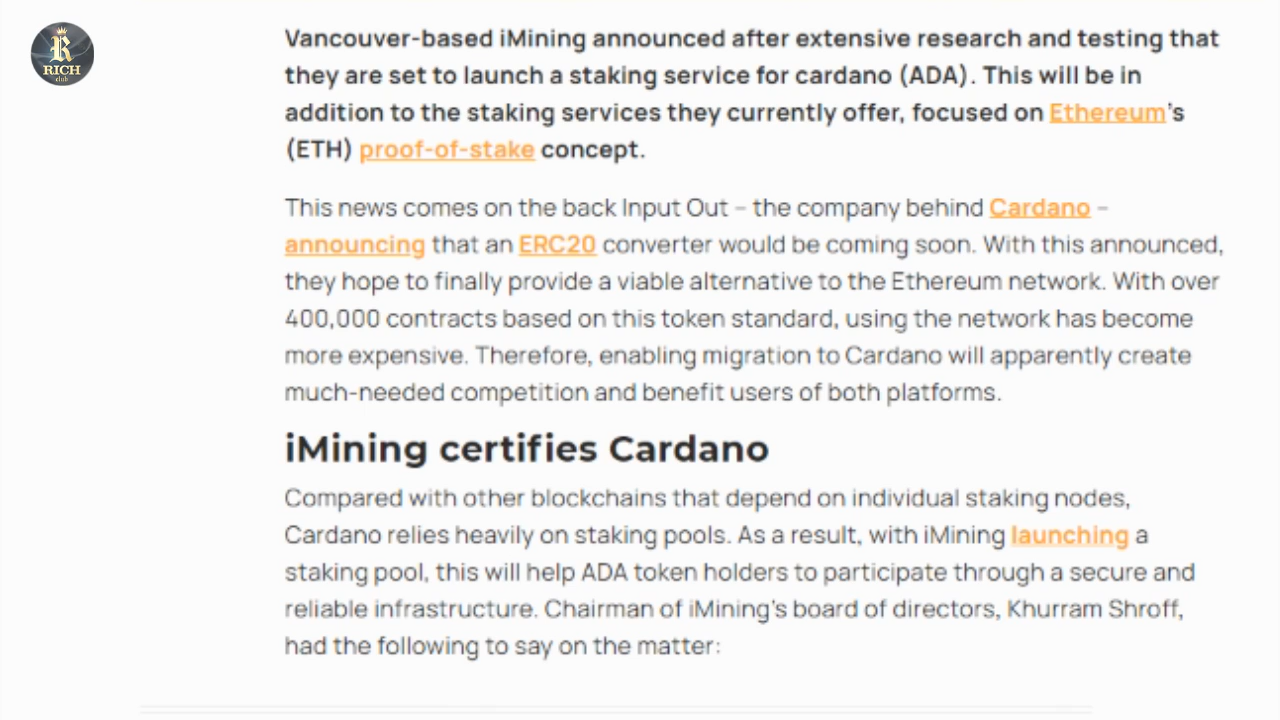 R
RICH
club
Vancouver-based iMining announced after extensive research and testing that
they are set to launch a staking service for cardano (ADA). This will be in
addition to the staking services they currently offer, focused on Ethereum's
(ETH) proof-of-stake concept.
This news comes on the back Input Out – the company behind Cardano –
announcing that an ERC20 converter would be coming soon. With this announced,
they hope to finally provide a viable alternative to the Ethereum network. With over
400,000 contracts based on this token standard, using the network has become
more expensive. Therefore, enabling migration to Cardano will apparently create
much-needed competition and benefit users of both platforms.
iMining certifies Cardano
Compared with other blockchains that depend on individual staking nodes,
Cardano relies heavily on staking pools. As a result, with iMining launching a
staking pool, this will help ADA token holders to participate through a secure and
reliable infrastructure. Chairman of iMining's board of directors, Khurram Shroff,
had the following to say on the matter: